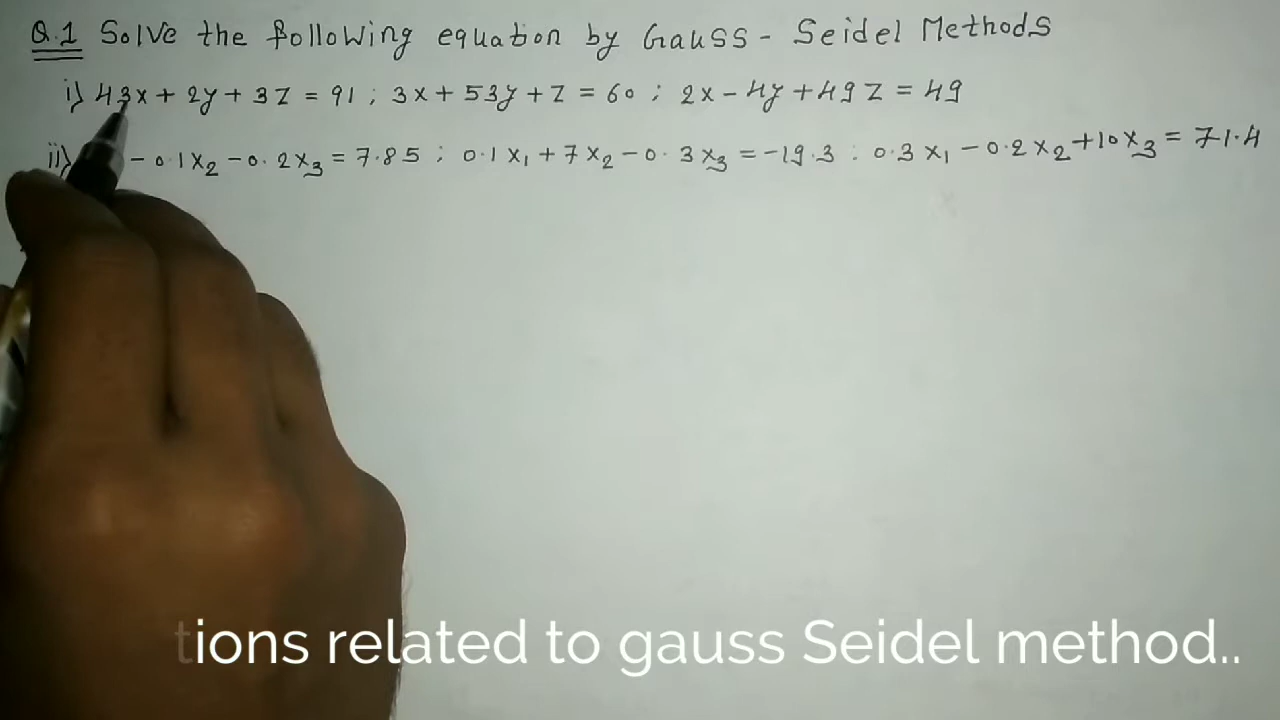 Q.1 Solve the following equation by Gauss - Seidel Methods
i) 43x + 2y + 3z = 91 ; 3x + 53y + z = 60 ; 2x - 4y + 49z = 49
ii) - 0.1x₂ - 0.2x₃ = 7.85 ; 0.1x₁ + 7x₂ - 0.3x₃ = -19.3 : 0.3x₁ - 0.2x₂ + 10x₃ = 71.4
tions related to gauss Seidel method..